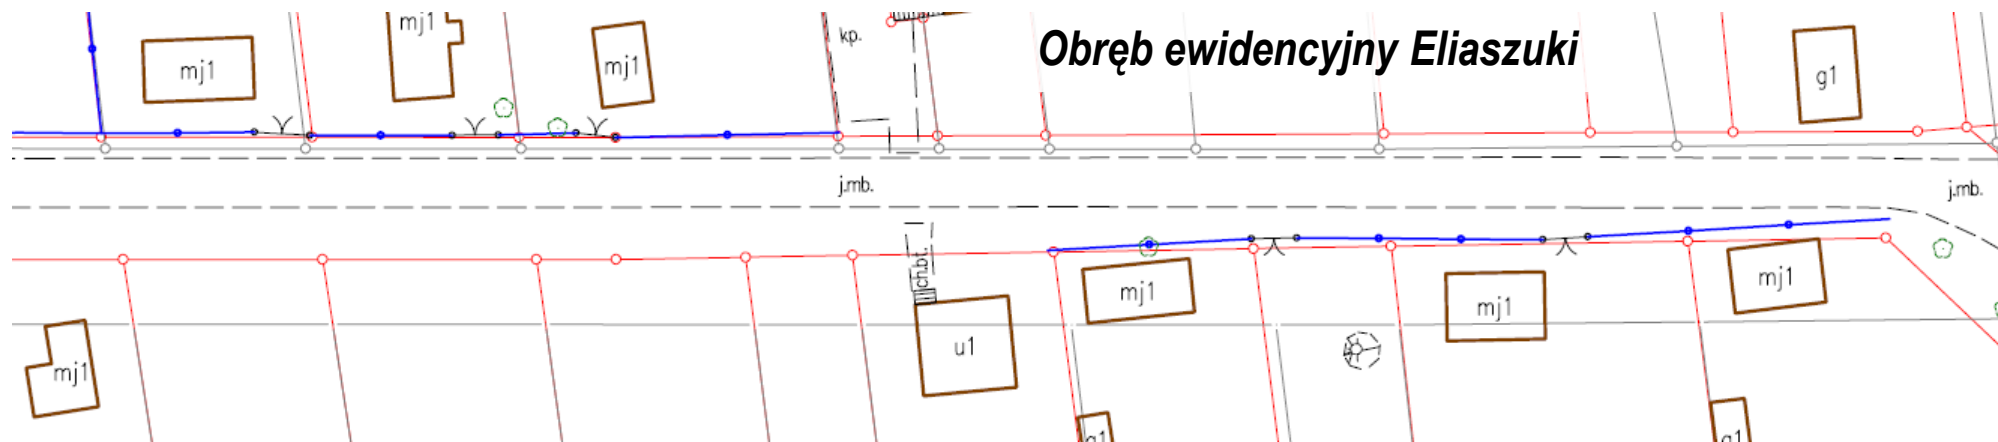 mj1
kp.
Obręb ewidencyjny Eliaszuki
mj1
mj1
g1
j.mb.
j.mb.
ch.bt.
mj1
mj1
mj1
u1
mj1
g1
g1